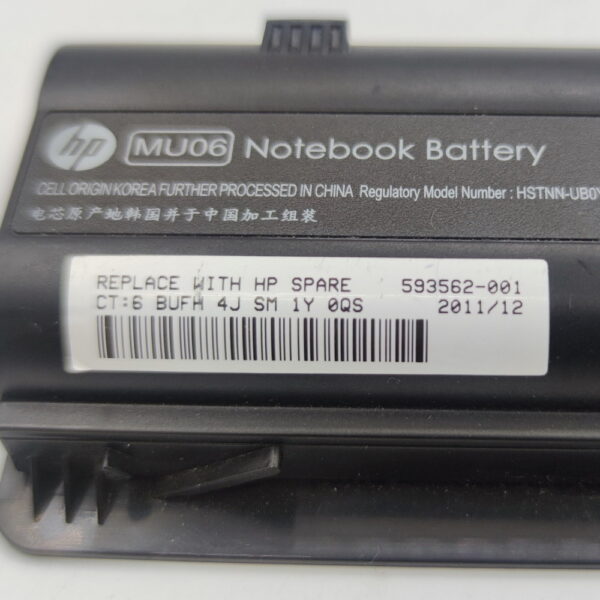 hp MU06 Notebook Battery
CELL ORIGIN KOREA FURTHER PROCESSED IN CHINA Regulatory Model Number : HSTNN-UB0Y
电芯原产地韩国并于中国加工组装
REPLACE WITH HP SPARE 593562-001
CT:6 BUFH 4J SM 1Y 0QS 2011/12